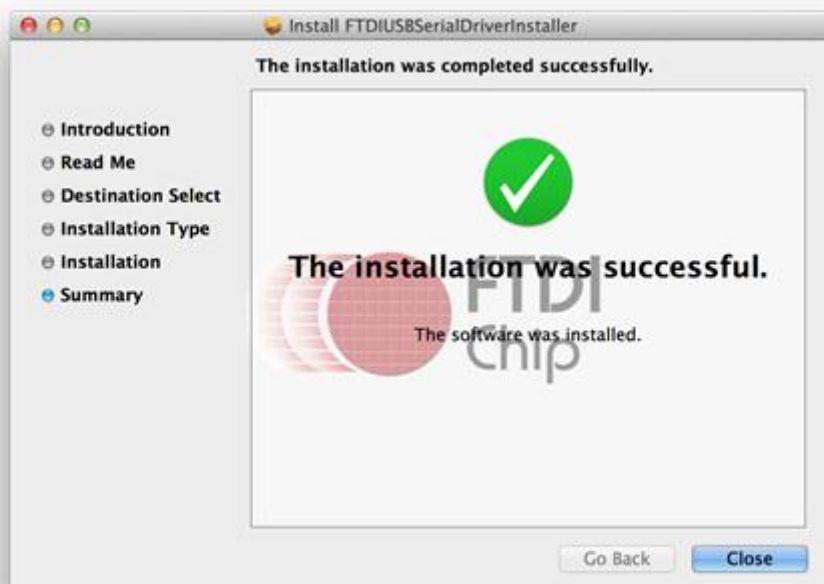 Install FTDIUSBSerialDriverInstaller
The installation was completed successfully.
Introduction
Read Me
Destination Select
Installation Type
Installation
Summary
The installation was successful.
FTDI
Chip
The software was installed.
Go Back
Close